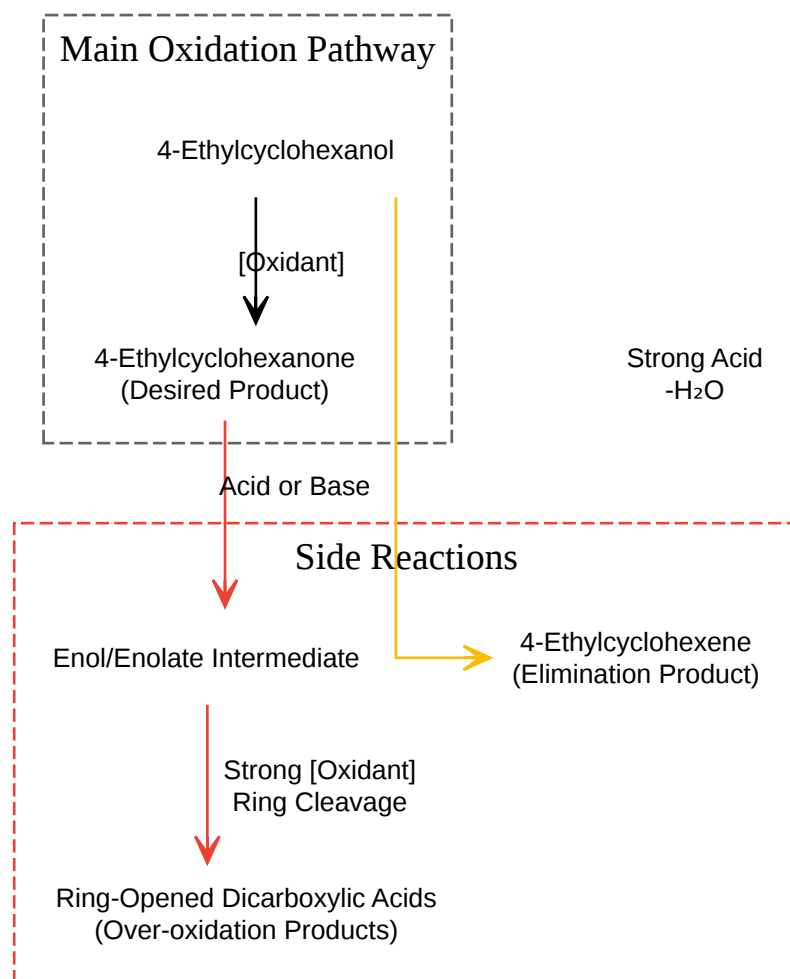 Main Oxidation Pathway
4-Ethylcyclohexanol
[Oxidant]
4-Ethylcyclohexanone
(Desired Product)
Strong Acid
-H₂O
Acid or Base
Side Reactions
Enol/Enolate Intermediate
4-Ethylcyclohexene
(Elimination Product)
Strong [Oxidant]
Ring Cleavage
Ring-Opened Dicarboxylic Acids
(Over-oxidation Products)